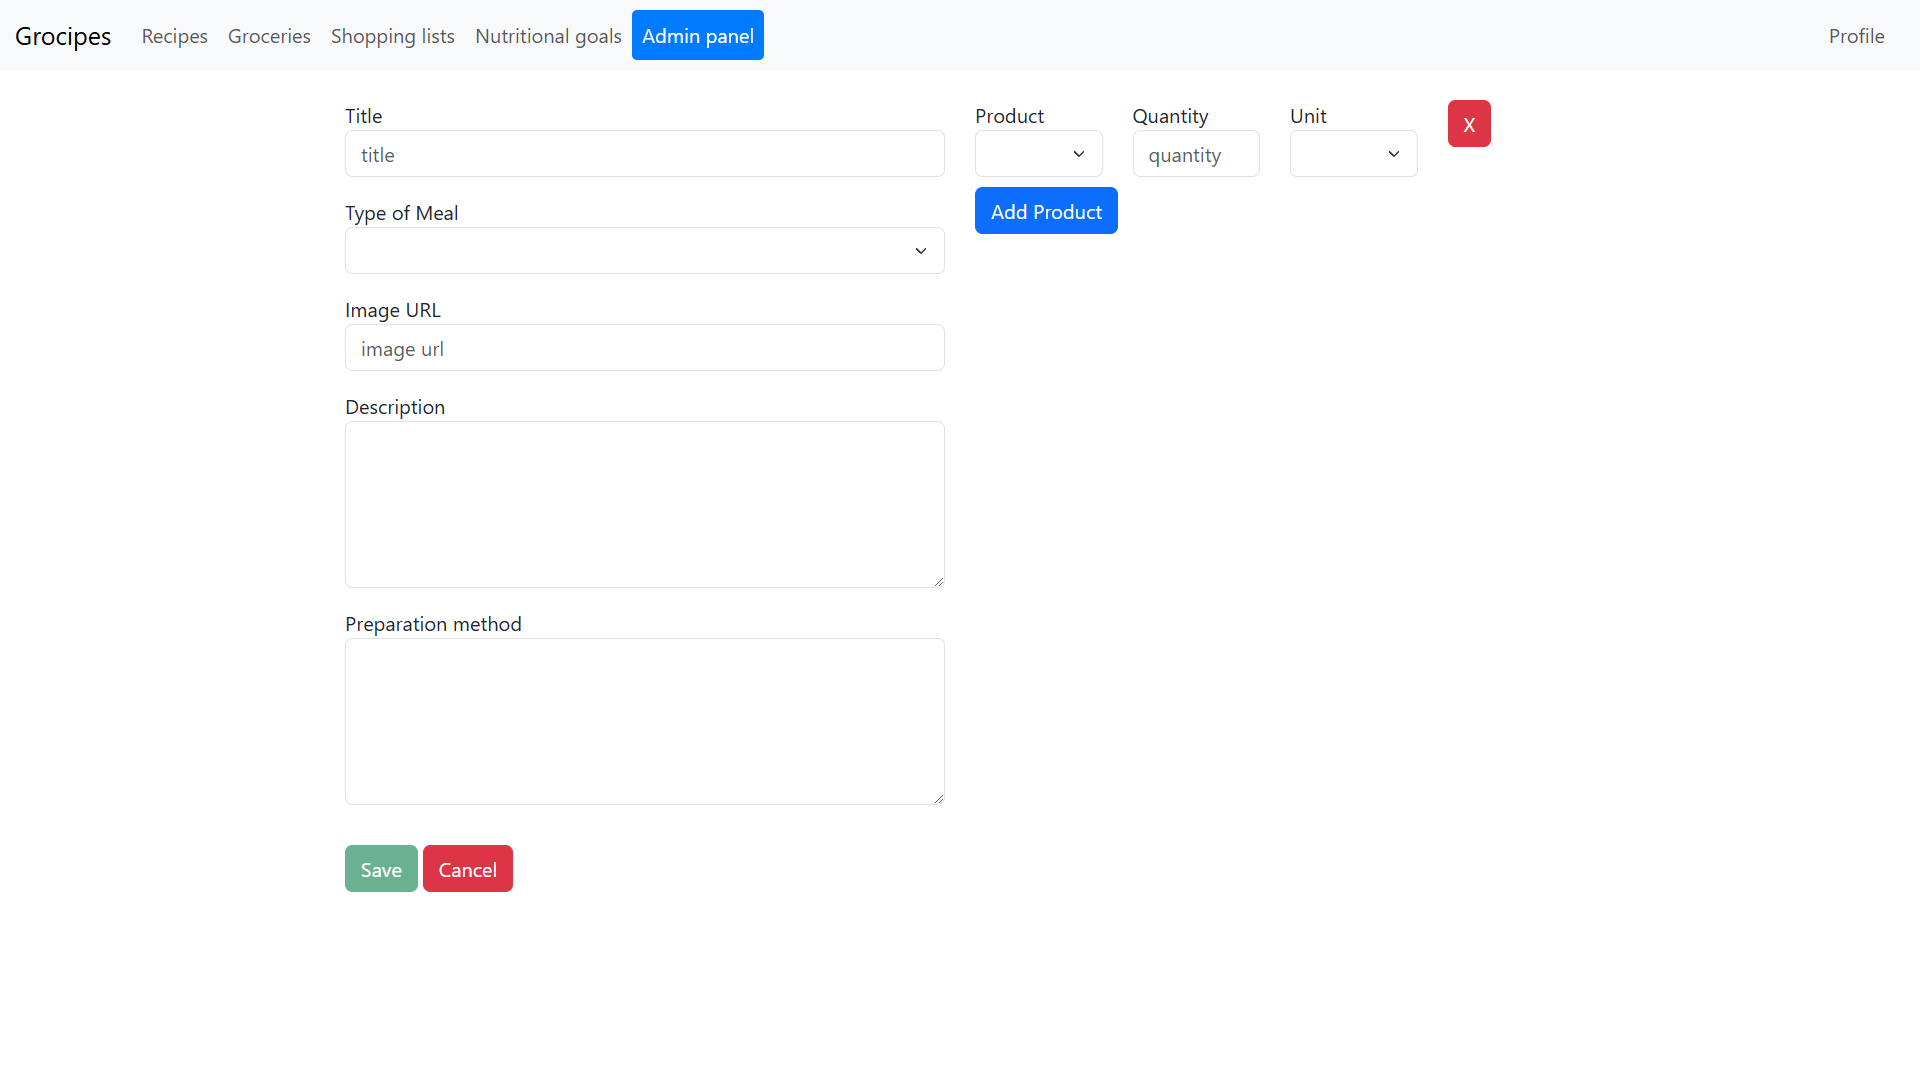 Grocipes Recipes Groceries Shopping lists Nutritional goals Admin panel Profile
Title
title
Type of Meal
Image URL
image url
Description
Preparation method
Save Cancel
Product Quantity Unit X
quantity
Add Product